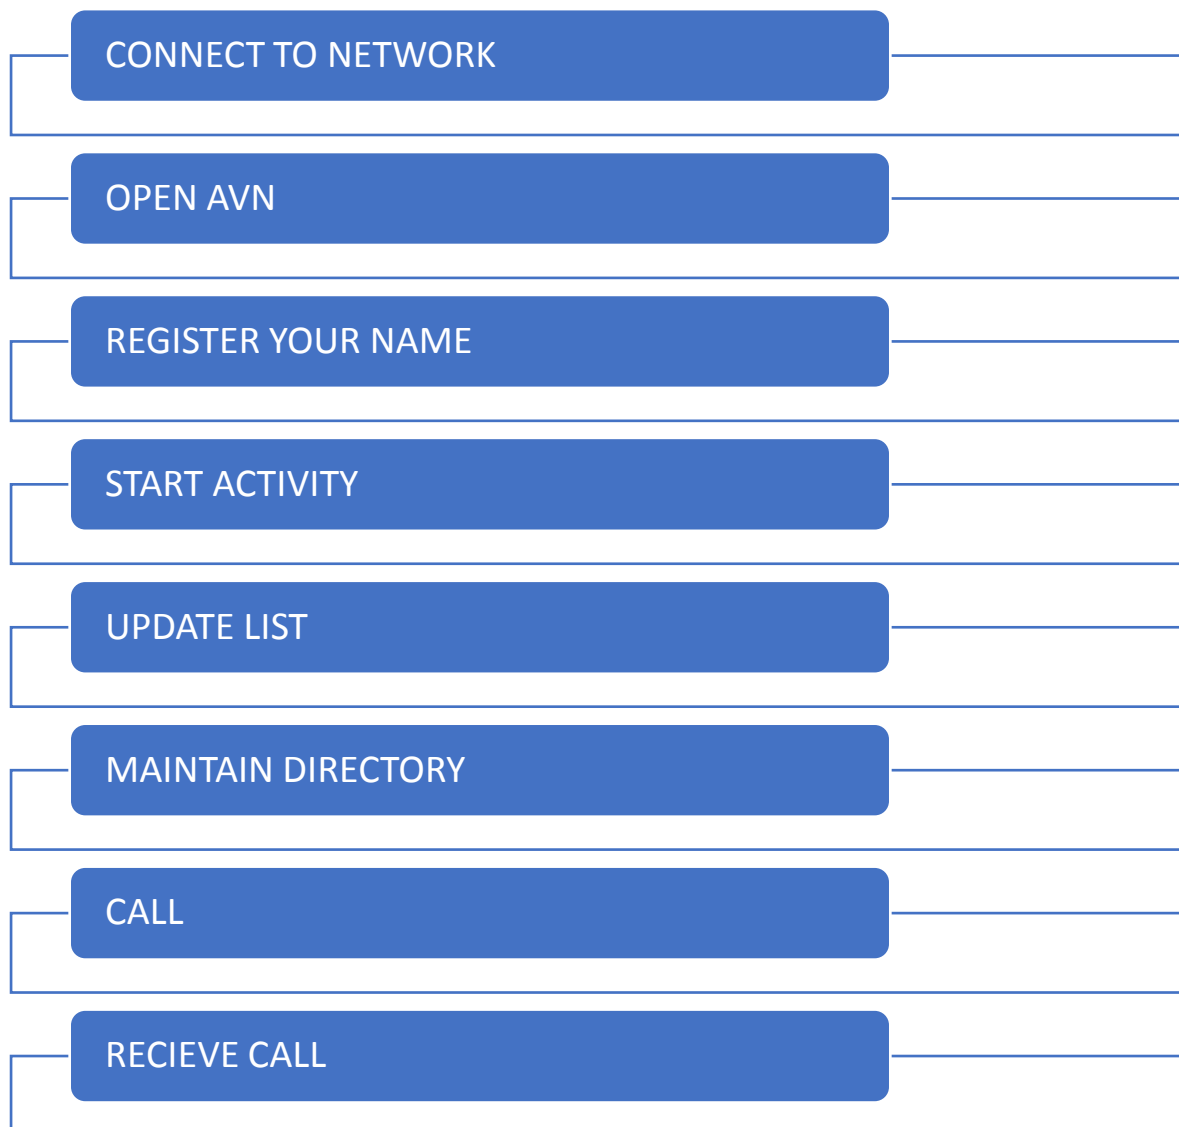 CONNECT TO NETWORK
OPEN AVN
REGISTER YOUR NAME
START ACTIVITY
UPDATE LIST
MAINTAIN DIRECTORY
CALL
RECIEVE CALL